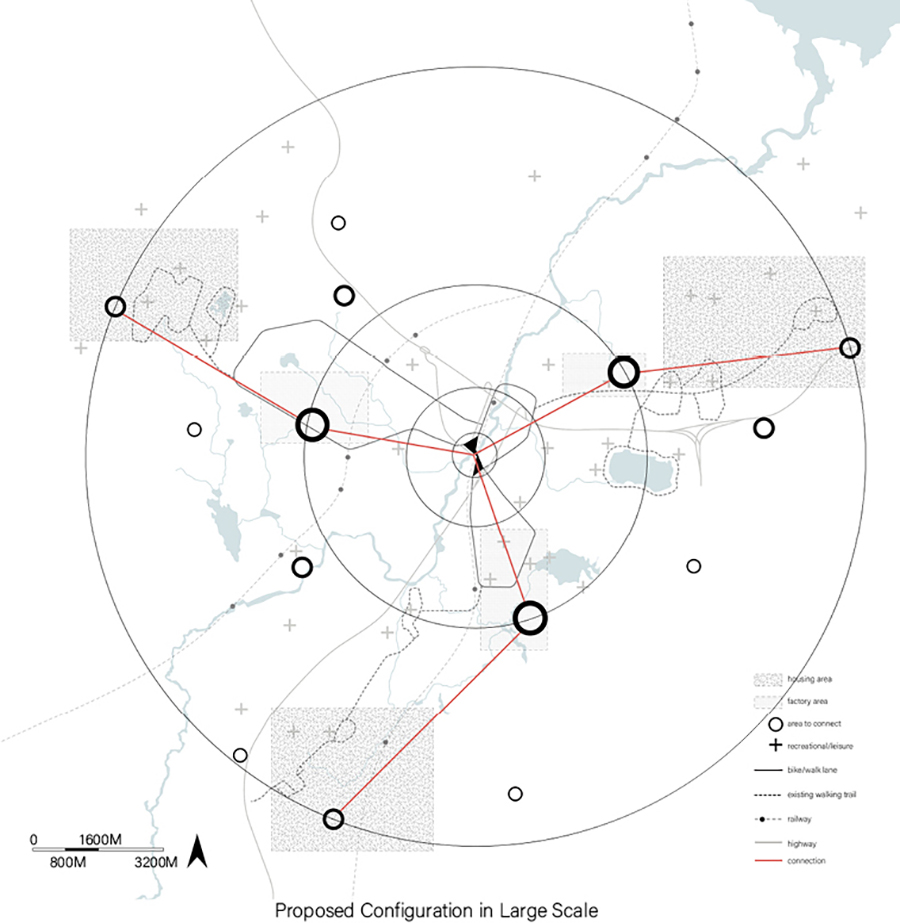 housing area
factory area
area to connect
recreational/leisure
bike/walk lane
existing walking trail
railway
highway
connection
0 1600M
800M 3200M
Proposed Configuration in Large Scale